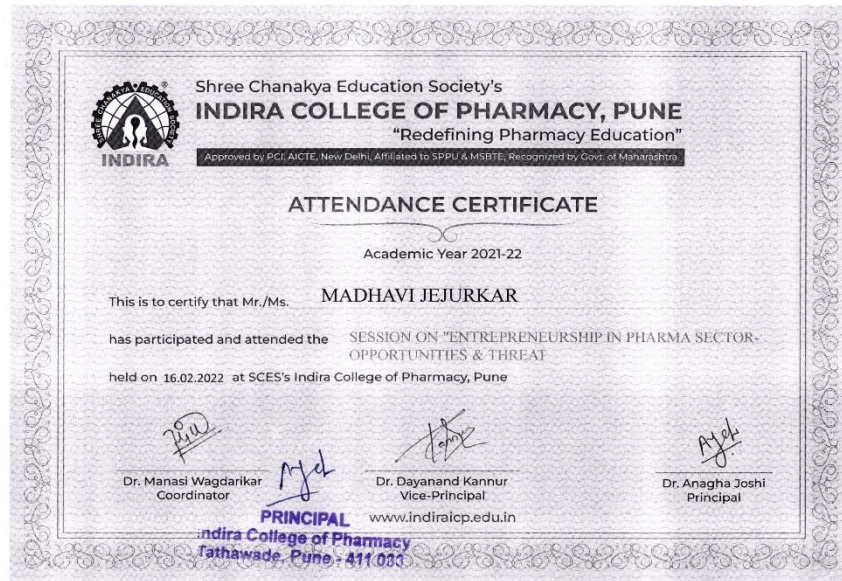 SHREE CHANAKYA EDUCATION SOCIETY
INDIRA
Shree Chanakya Education Society's
INDIRA COLLEGE OF PHARMACY, PUNE
"Redefining Pharmacy Education"
Approved by PCI, AICTE, New Delhi, Affiliated to SPPU & MSBTE, Recognized by Govt. of Maharashtra
ATTENDANCE CERTIFICATE
Academic Year 2021-22
This is to certify that Mr./Ms. MADHAVI JEJURKAR
has participated and attended the SESSION ON "ENTREPRENEURSHIP IN PHARMA SECTOR-
OPPORTUNITIES & THREAT
held on 16.02.2022 at SCES's Indira College of Pharmacy, Pune
Dr. Manasi Wagdarikar
Coordinator
Dr. Dayanand Kannur
Vice-Principal
Dr. Anagha Joshi
Principal
www.indiraicp.edu.in
PRINCIPAL
Indira College of Pharmacy
Tathawade, Pune - 411 033